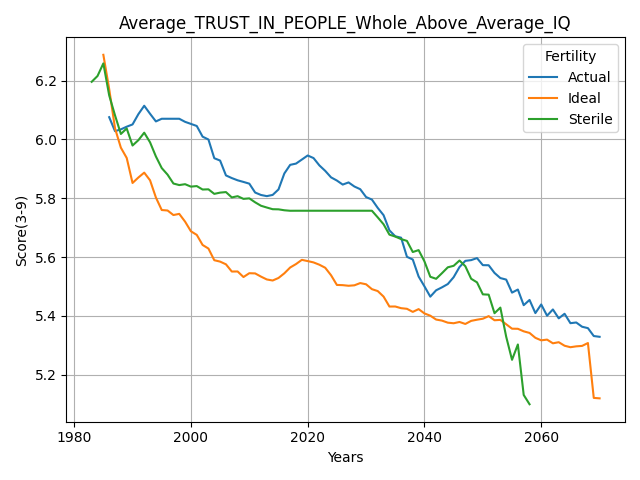 Average_TRUST_IN_PEOPLE_Whole_Above_Average_IQ
Fertility
Actual
Ideal
Sterile
Score(3-9)
6.2
6.0
5.8
5.6
5.4
5.2
1980
2000
2020
2040
2060
Years